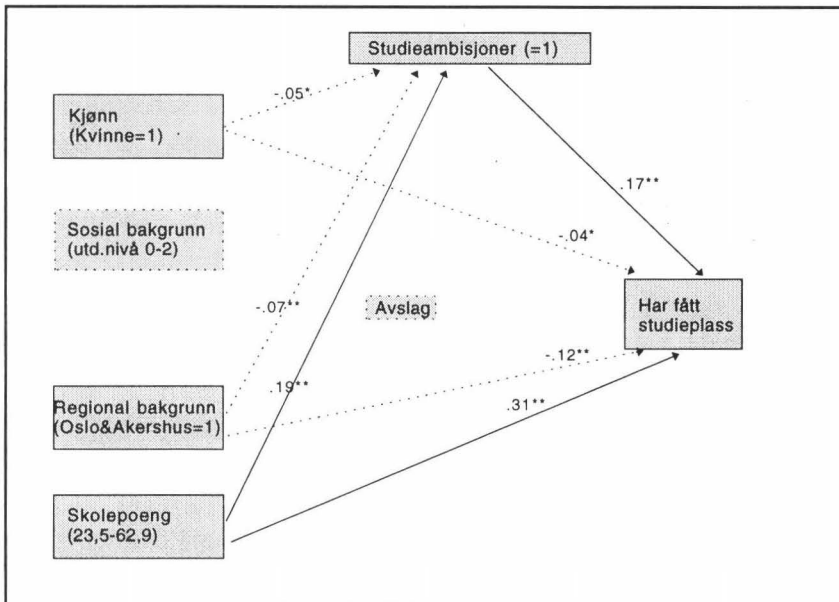 Studieambisjoner (=1)
-.05*
Kjønn
(Kvinne=1)
.17**
Sosial bakgrunn
(utd.nivå 0-2)
-.04*
-.07**
Avslag
Har fått
studieplass
-.12**
.19**
Regional bakgrunn
(Oslo&Akershus=1)
.31**
Skolepoeng
(23,5-62,9)